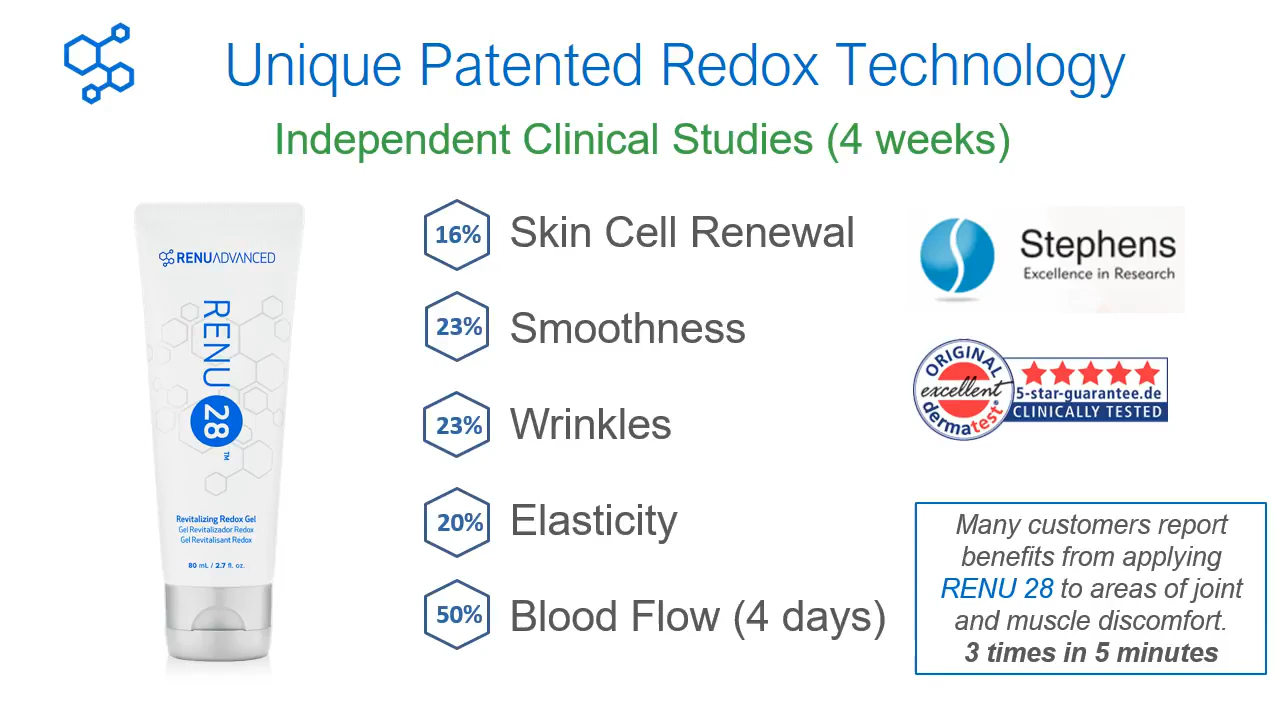 Unique Patented Redox Technology
Independent Clinical Studies (4 weeks)
RENUADVANCED
RENU 28™
Revitalizing Redox Gel
Gel Revitalizador Redox
Gel Revitalisant Redox
80 mL / 2.7 fl. oz.
16% Skin Cell Renewal
23% Smoothness
23% Wrinkles
20% Elasticity
50% Blood Flow (4 days)
Stephens
Excellence in Research
ORIGINAL
excellent
dermatest®
5-star-guarantee.de
CLINICALLY TESTED
Many customers report
benefits from applying
RENU 28 to areas of joint
and muscle discomfort.
3 times in 5 minutes